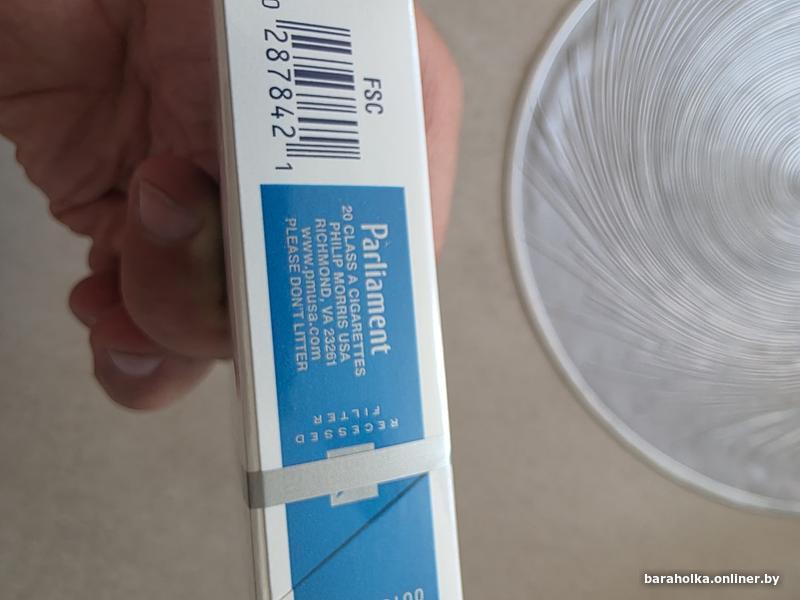 0 287842 1
FSC
Parliament
20 CLASS A CIGARETTES
PHILIP MORRIS USA
RICHMOND, VA 23261
www.pmusa.com
PLEASE DON'T LITTER
RECESSED
FILTER
baraholka.onliner.by